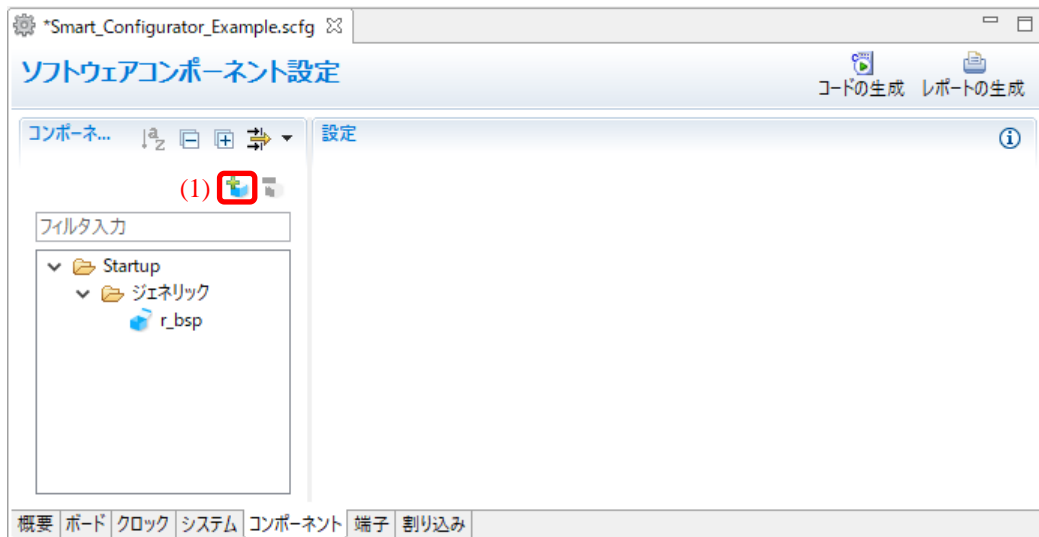 *Smart_Configurator_Example.scfg
ソフトウェアコンポーネント設定
コードの生成 レポートの生成
コンポーネ...
設定
(1)
フィルタ入力
Startup
ジェネリック
r_bsp
概要 ボード クロック システム コンポーネント 端子 割り込み